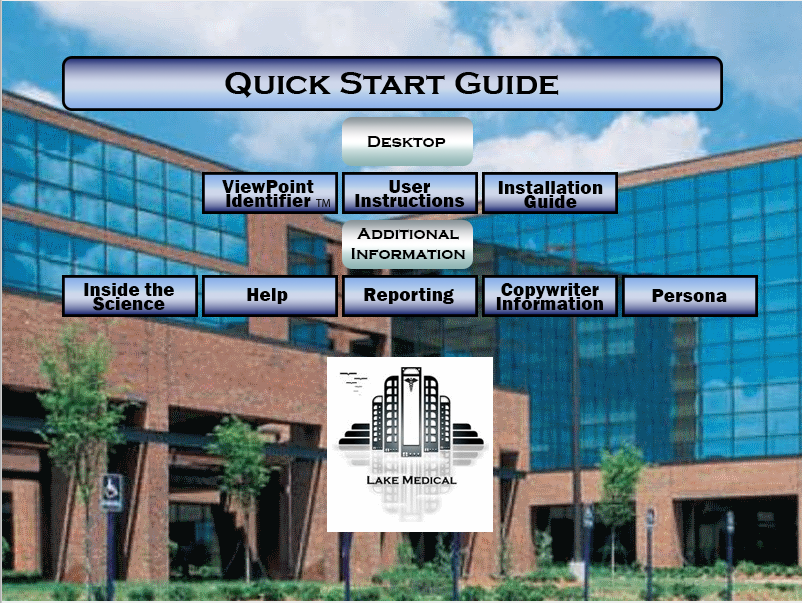 QUICK START GUIDE
DESKTOP
ViewPoint
Identifier TM
User
Instructions
Installation
Guide
ADDITIONAL
INFORMATION
Inside the
Science
Help
Reporting
Copywriter
Information
Persona
LAKE MEDICAL